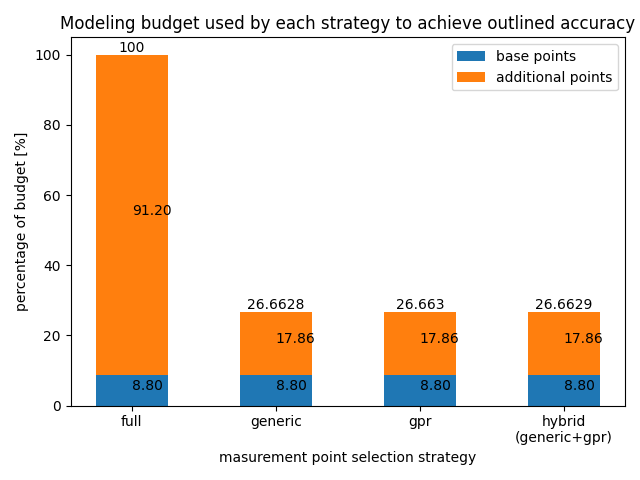 Modeling budget used by each strategy to achieve outlined accuracy
base points
additional points
percentage of budget [%]
100
80
60
40
20
0
100
91.20
8.80
26.6628
17.86
8.80
26.663
17.86
8.80
26.6629
17.86
8.80
full
generic
gpr
hybrid
(generic+gpr)
masurement point selection strategy